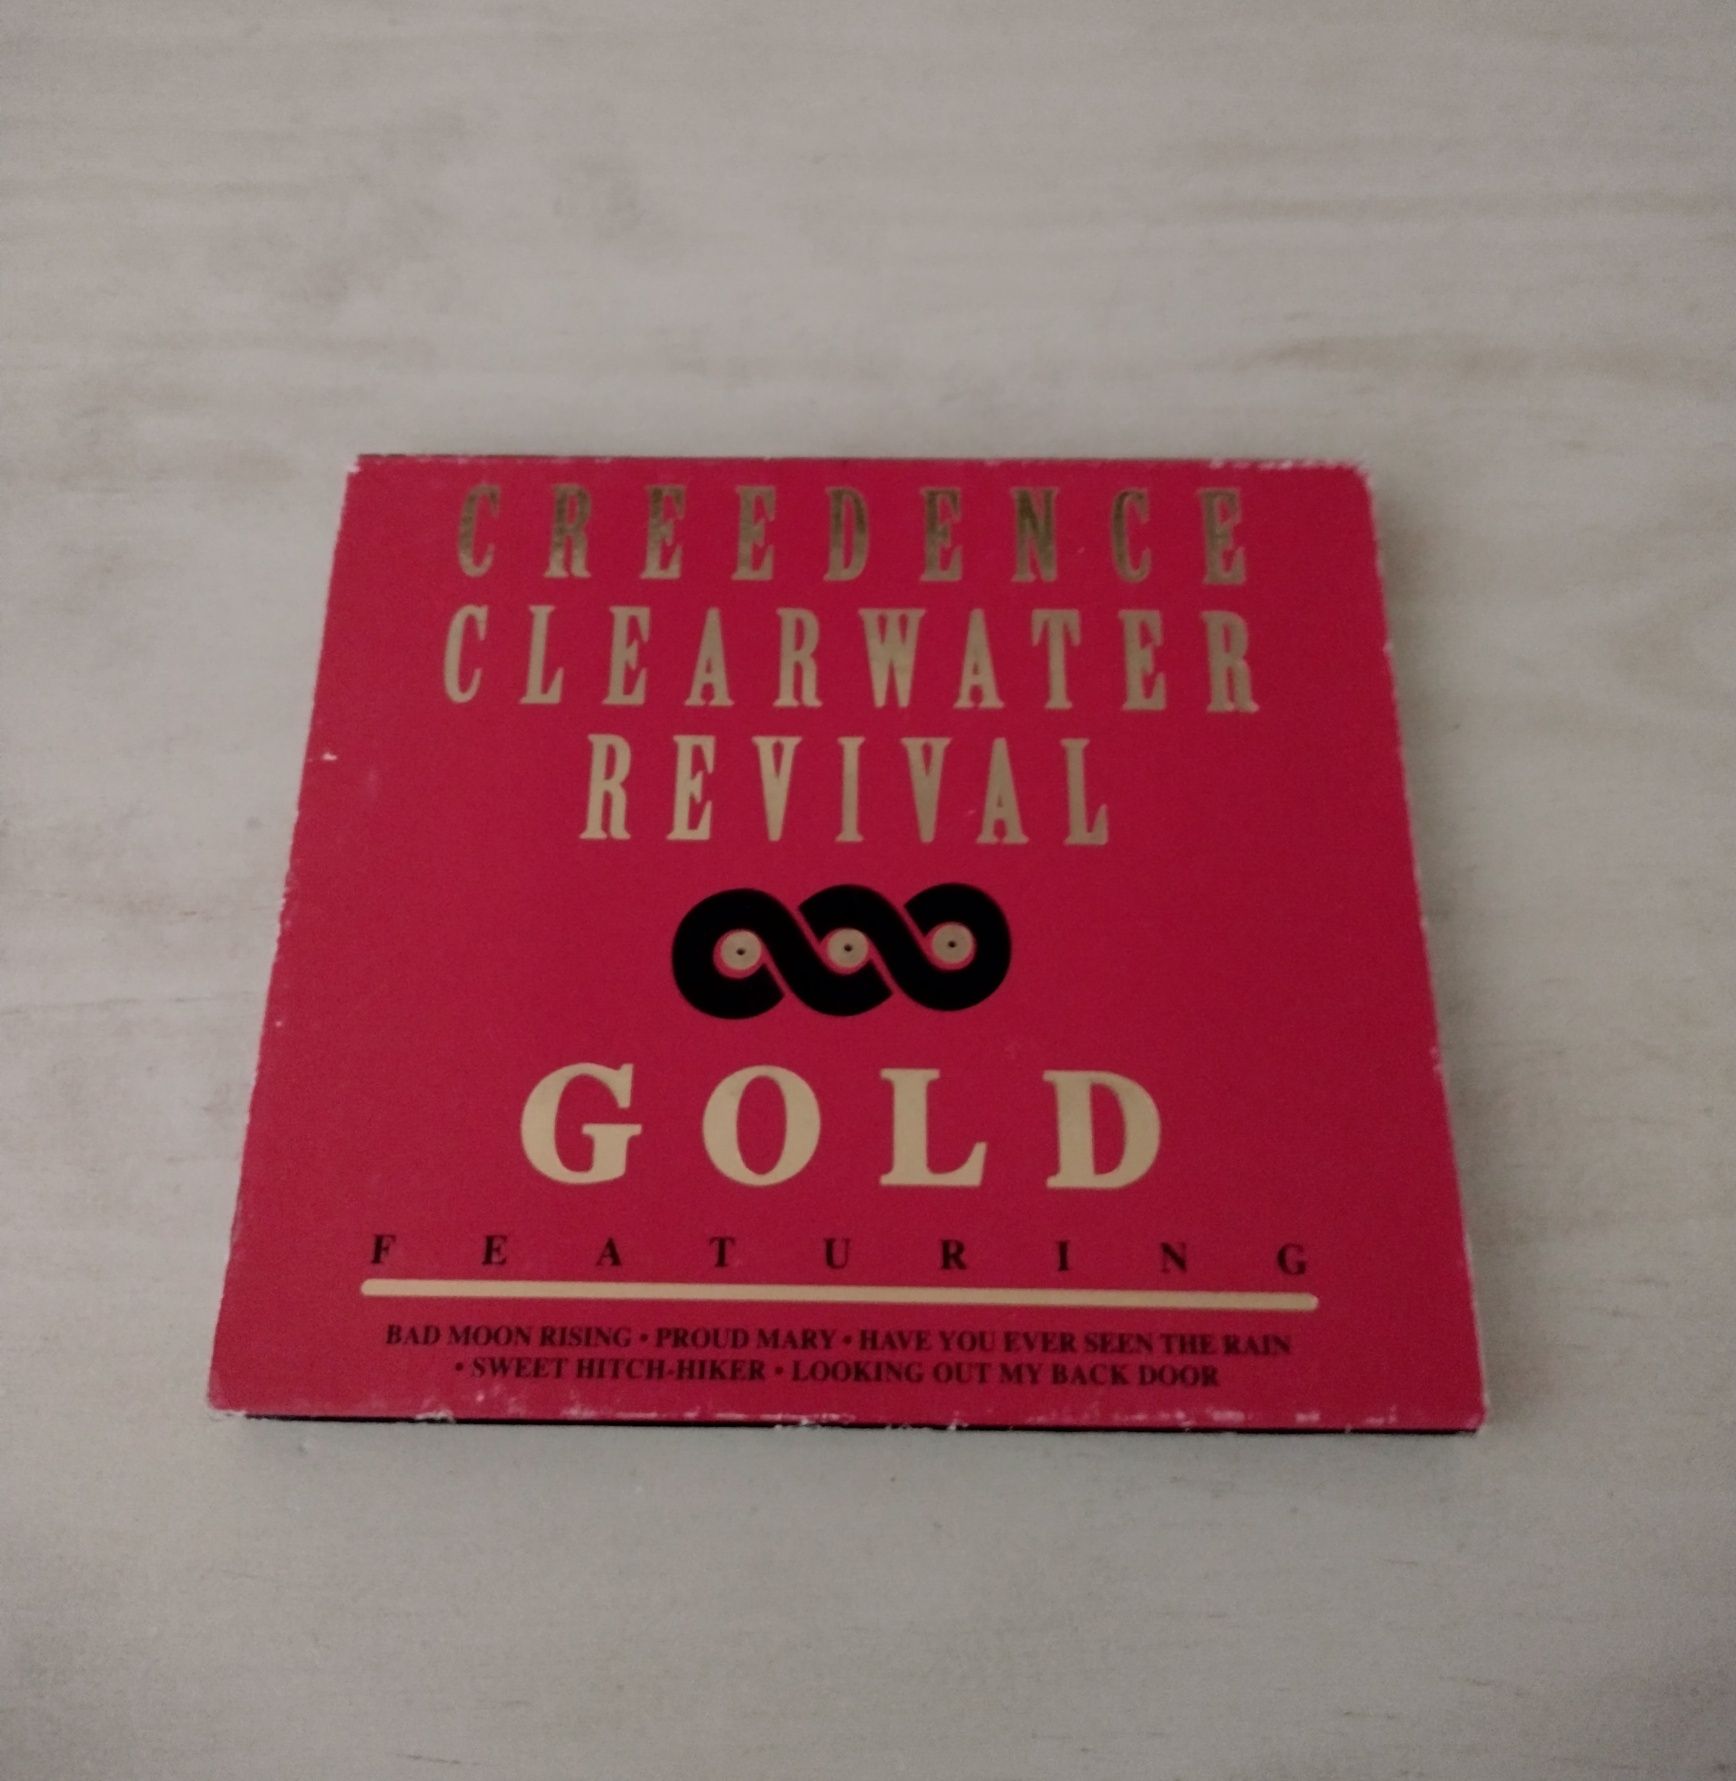 CREEDENCE
CLEARWATER
REVIVAL
GOLD
FEATURING
BAD MOON RISING • PROUD MARY • HAVE YOU EVER SEEN THE RAIN
• SWEET HITCH-HIKER • LOOKING OUT MY BACK DOOR